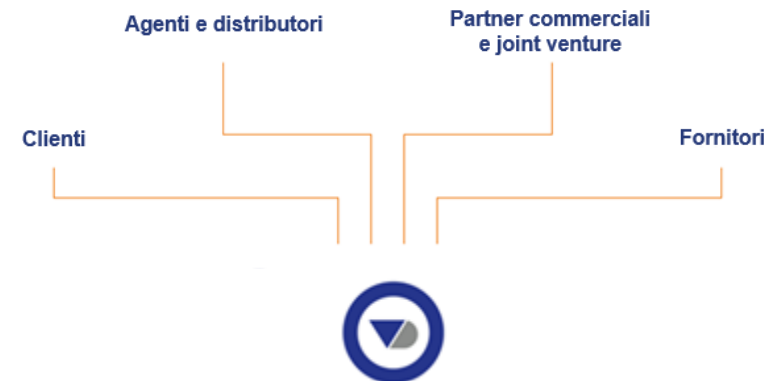 Agenti e distributori
Partner commerciali
e joint venture
Clienti
Fornitori